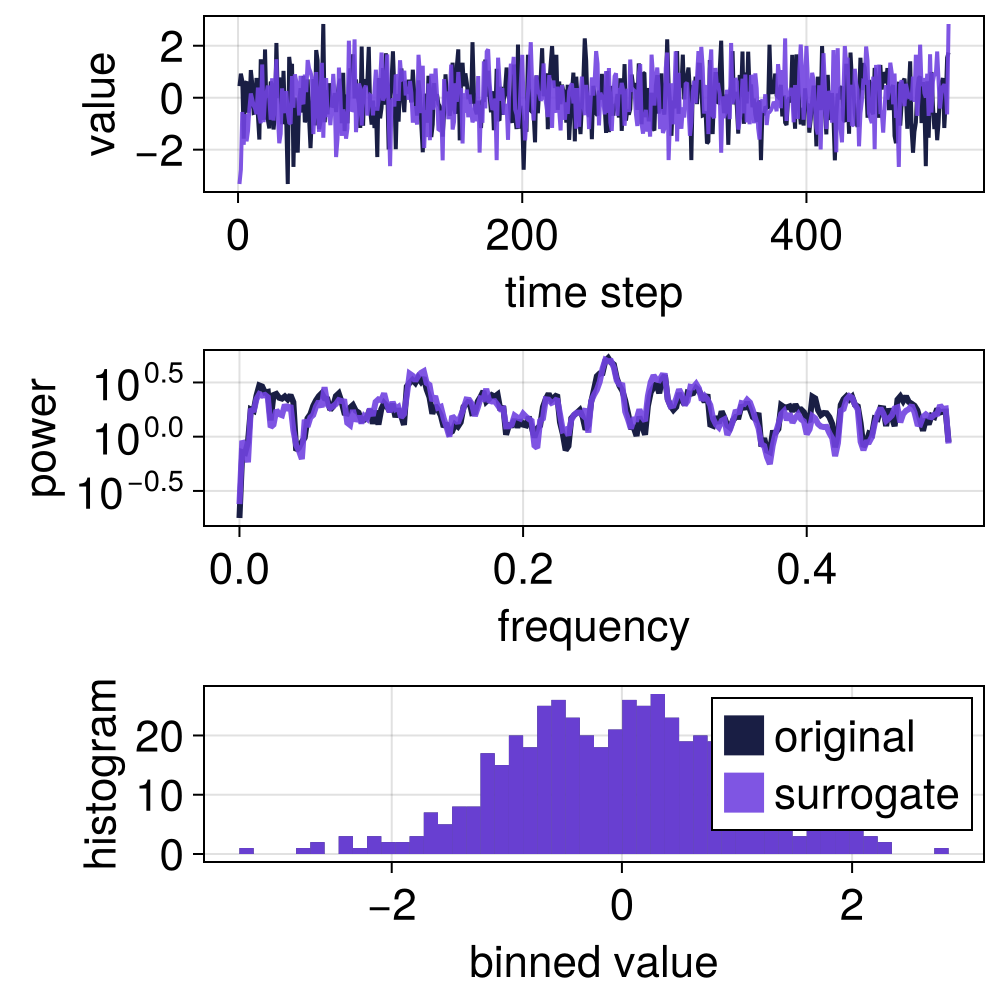 value
2
0
−2
0 200 400
time step
power
10^0.5
10^0.0
10^−0.5
0.0 0.2 0.4
frequency
histogram
20
10
0
original
surrogate
−2 0 2
binned value